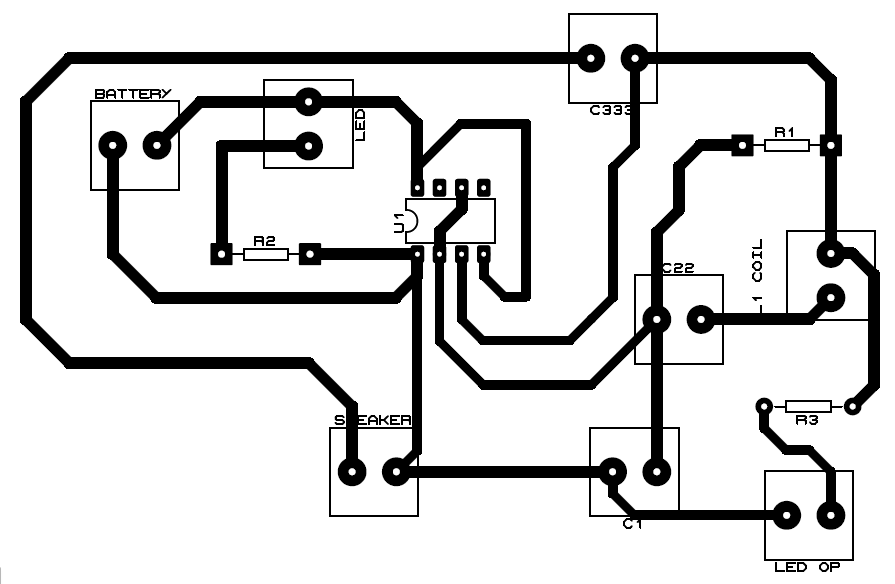 C333
BATTERY
LED
R1
U1
R2
C22
L1 COIL
R3
SPEAKER
C1
LED OP